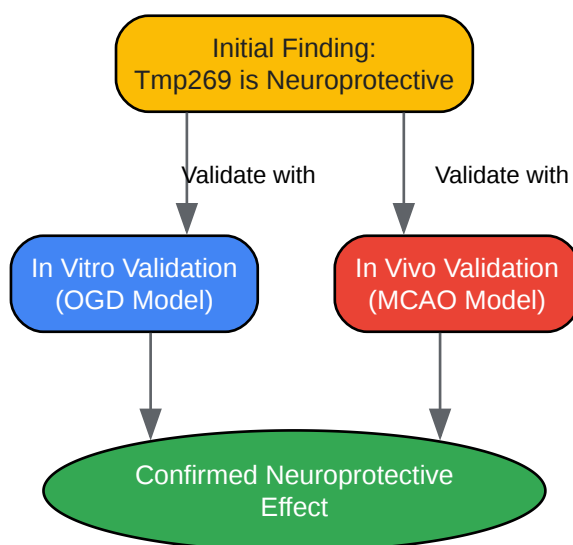 Initial Finding:
Tmp269 is Neuroprotective
Validate with
Validate with
In Vitro Validation
(OGD Model)
In Vivo Validation
(MCAO Model)
Confirmed Neuroprotective
Effect